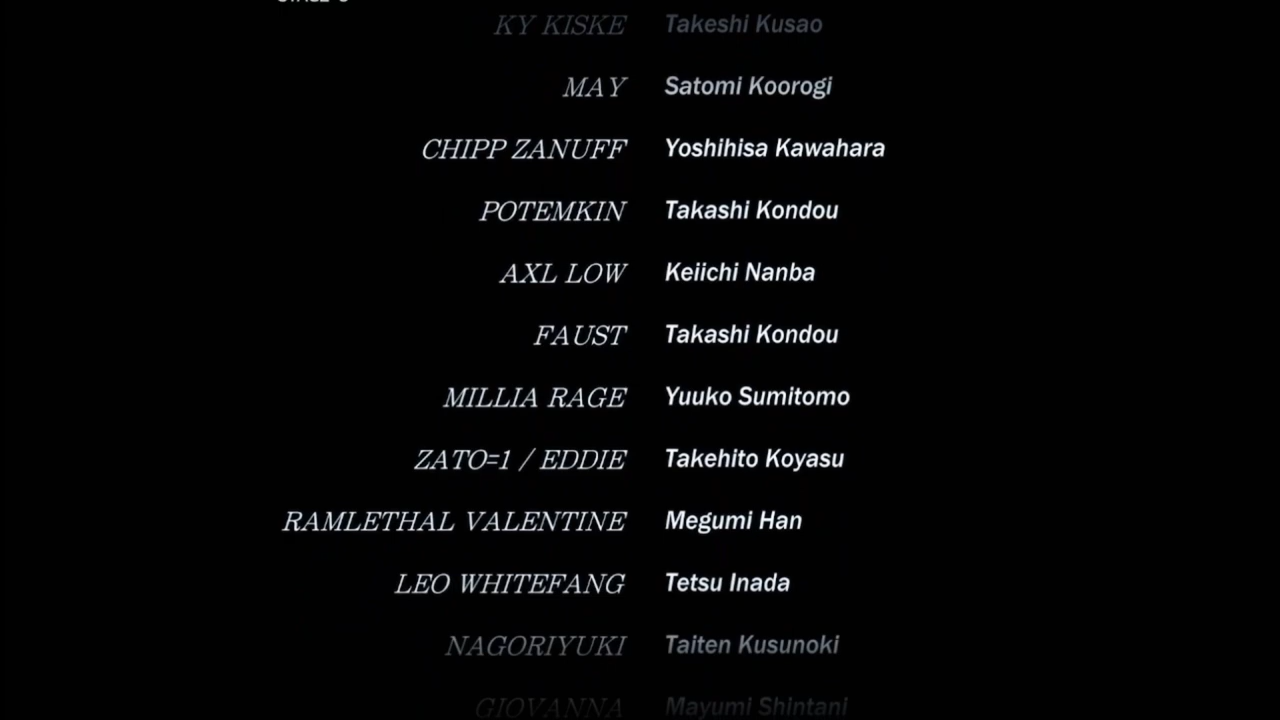 KY KISKE Takeshi Kusao
MAY Satomi Koorogi
CHIPP ZANUFF Yoshihisa Kawahara
POTEMKIN Takashi Kondou
AXL LOW Keiichi Nanba
FAUST Takashi Kondou
MILLIA RAGE Yuuko Sumitomo
ZATO=1 / EDDIE Takehito Koyasu
RAMLETHAL VALENTINE Megumi Han
LEO WHITEFANG Tetsu Inada
NAGORIYUKI Taiten Kusunoki
GIOVANNA Mayumi Shintani